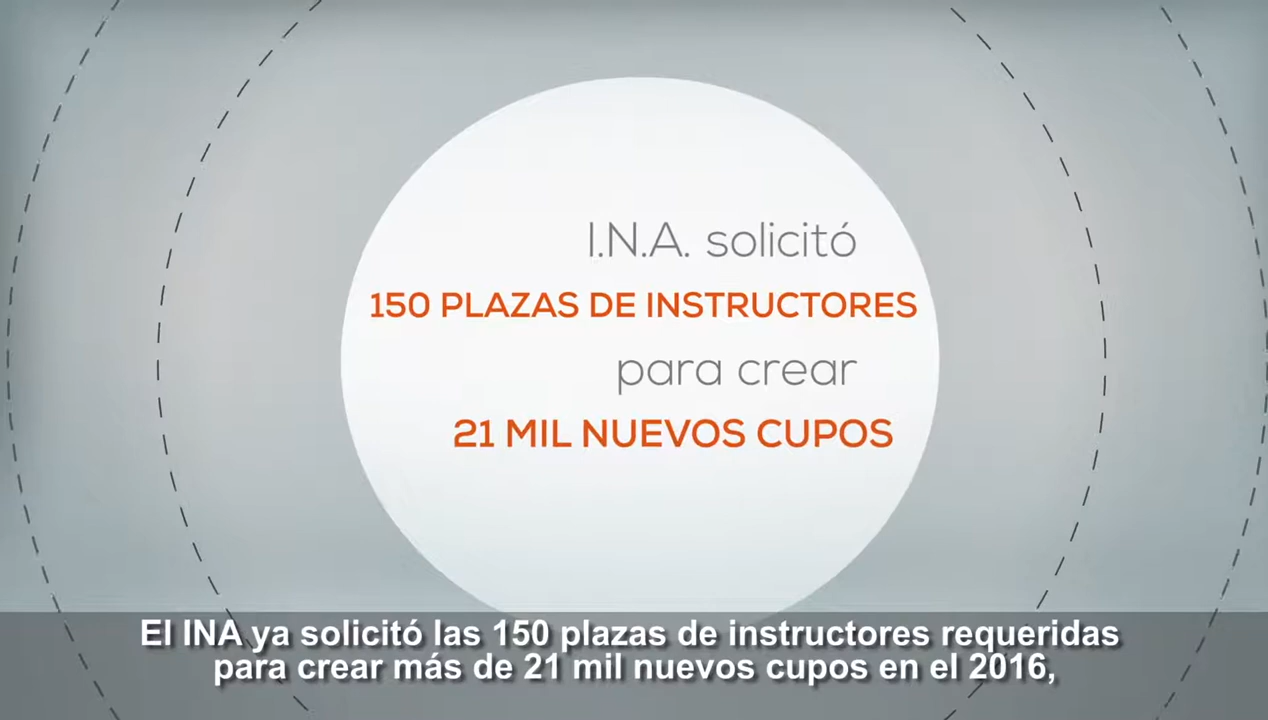 I.N.A. solicitó
150 PLAZAS DE INSTRUCTORES
para crear
21 MIL NUEVOS CUPOS
El INA ya solicitó las 150 plazas de instructores requeridas
para crear más de 21 mil nuevos cupos en el 2016,